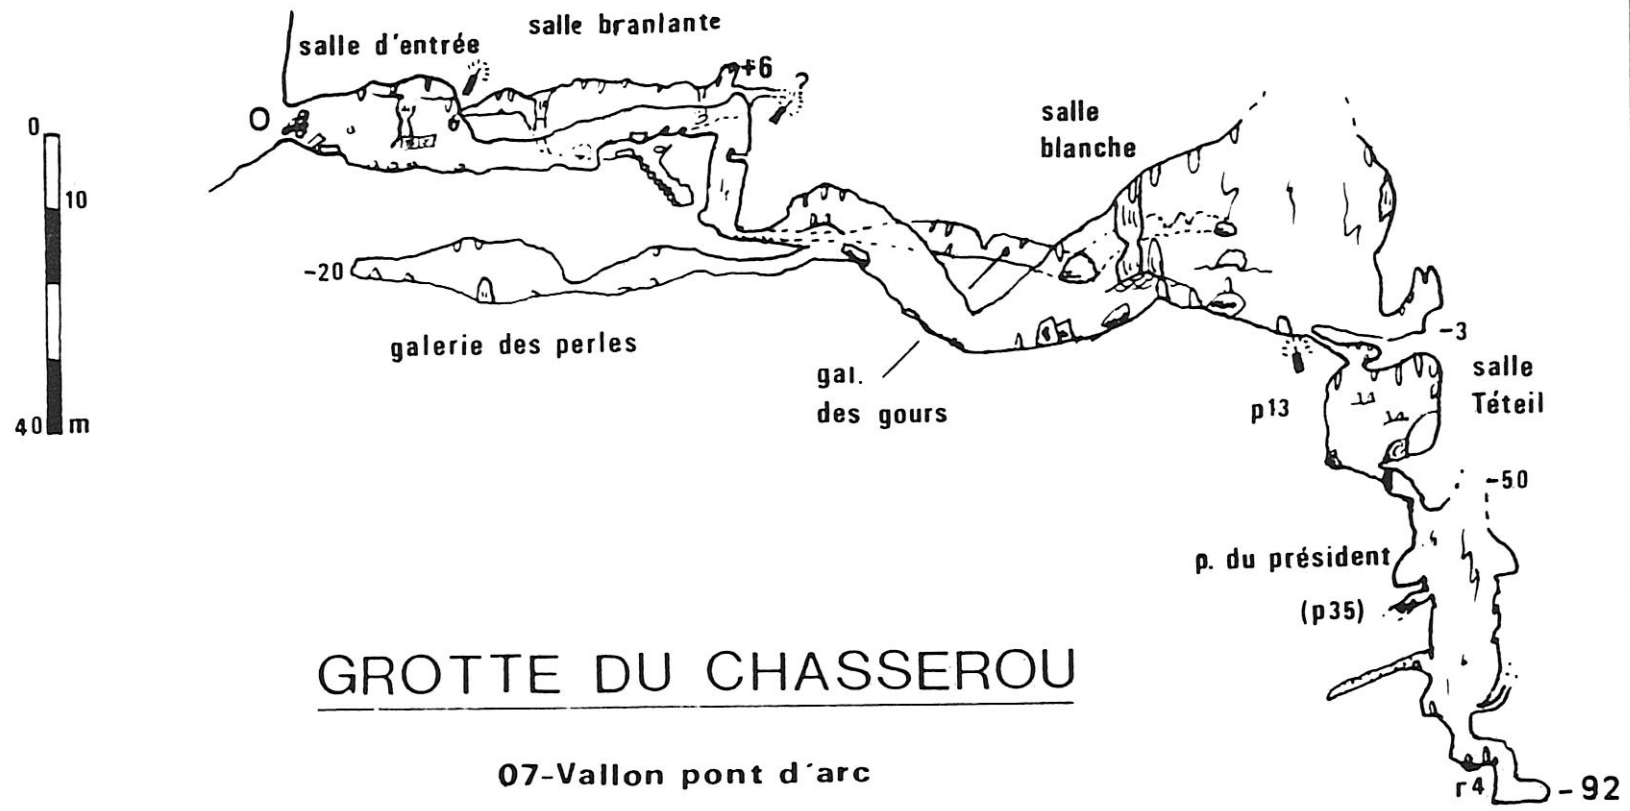 salle d'entrée
salle branlante
+6
?
0
0
10
40 m
salle
blanche
-20
galerie des perles
gal.
des gours
-3
salle
Téteil
p13
-50
p. du président
(p35)
GROTTE DU CHASSEROU
07-Vallon pont d'arc
r4
-92